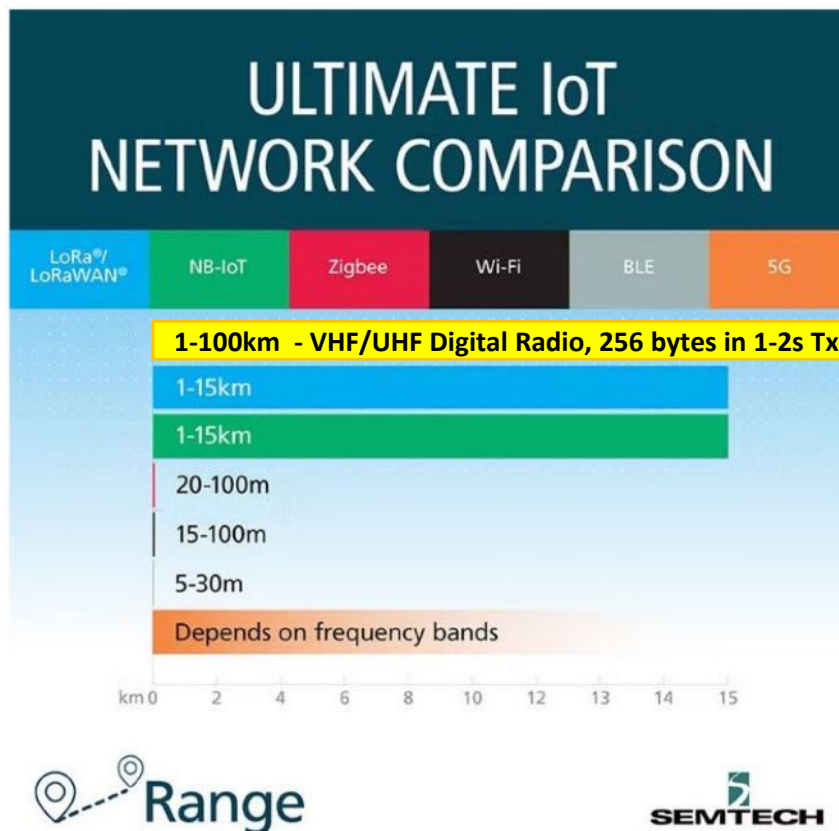 ULTIMATE IoT
NETWORK COMPARISON
LoRa®/
LoRaWAN®
NB-IoT
Zigbee
Wi-Fi
BLE
5G
1-100km - VHF/UHF Digital Radio, 256 bytes in 1-2s Tx
1-15km
1-15km
20-100m
15-100m
5-30m
Depends on frequency bands
km 0 2 4 6 8 10 12 13 14 15
Range
SEMTECH